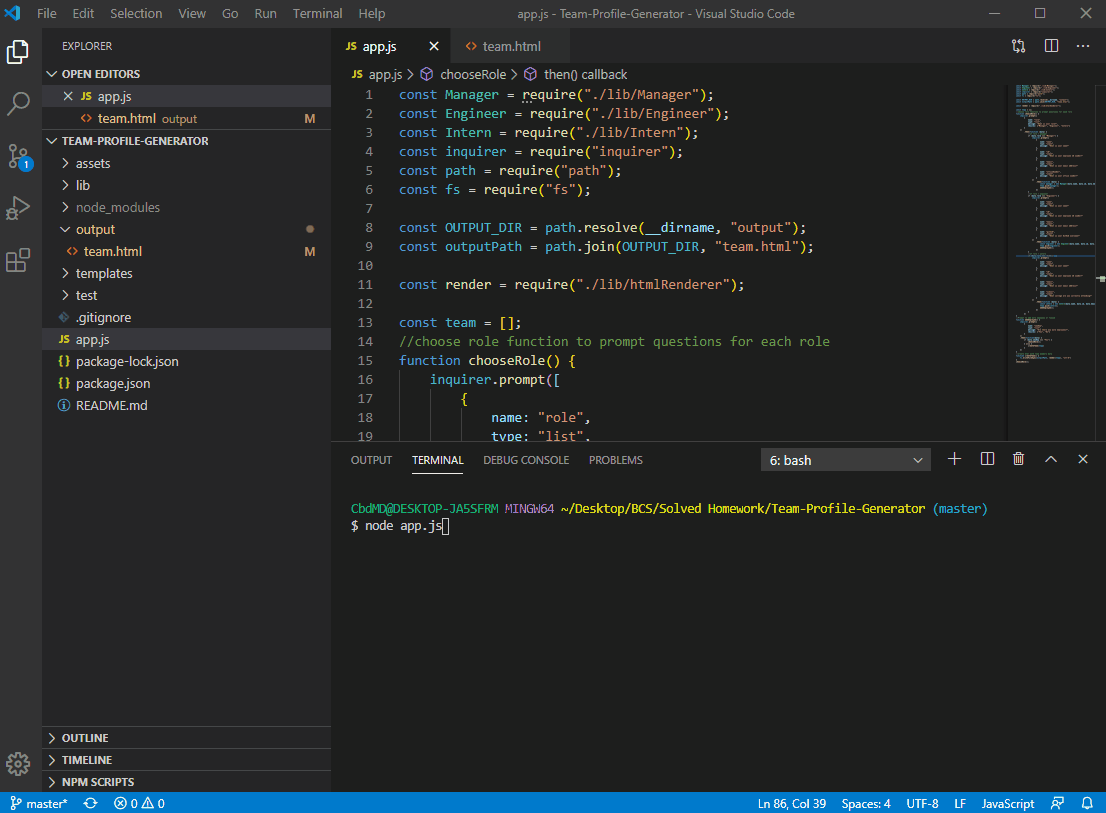 File Edit Selection View Go Run Terminal Help app.js - Team-Profile-Generator - Visual Studio Code
EXPLORER
OPEN EDITORS
JS app.js
team.html output M
TEAM-PROFILE-GENERATOR
assets
lib
node_modules
output
team.html M
templates
test
.gitignore
JS app.js
{} package-lock.json
{} package.json
README.md
OUTLINE
TIMELINE
NPM SCRIPTS
1
JS app.js team.html
JS app.js > chooseRole > then() callback
1 const Manager = require("./lib/Manager");
2 const Engineer = require("./lib/Engineer");
3 const Intern = require("./lib/Intern");
4 const inquirer = require("inquirer");
5 const path = require("path");
6 const fs = require("fs");
7
8 const OUTPUT_DIR = path.resolve(__dirname, "output");
9 const outputPath = path.join(OUTPUT_DIR, "team.html");
10
11 const render = require("./lib/htmlRenderer");
12
13 const team = [];
14 //choose role function to prompt questions for each role
15 function chooseRole() {
16 inquirer.prompt([
17 {
18 name: "role",
19 type: "list",
OUTPUT TERMINAL DEBUG CONSOLE PROBLEMS 6: bash
CbdMD@DESKTOP-JA5SFRM MINGW64 ~/Desktop/BCS/Solved Homework/Team-Profile-Generator (master)
$ node app.js
master* 0 0 Ln 86, Col 39 Spaces: 4 UTF-8 LF JavaScript